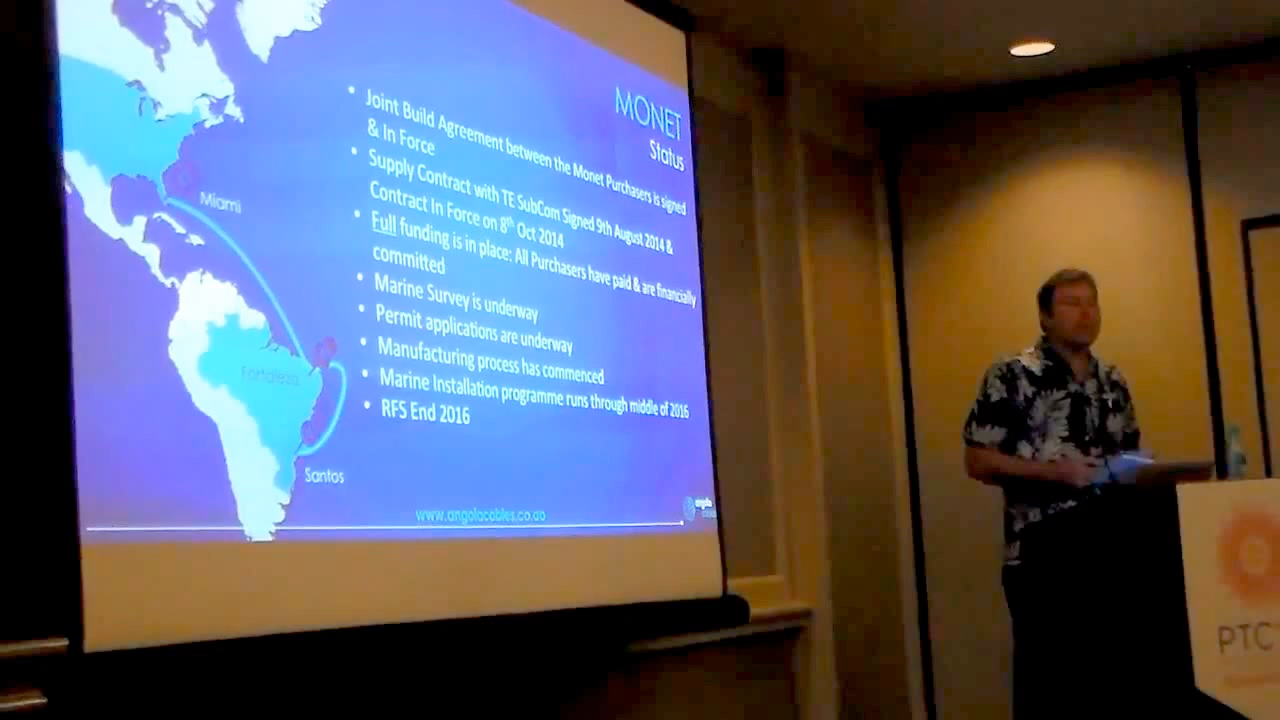 MONET
Status
• Joint Build Agreement between the Monet Purchasers is signed
& In Force
• Supply Contract with TE SubCom Signed 9th August 2014 &
Contract In Force on 8th Oct 2014
• Full funding is in place: All Purchasers have paid & are financially
committed
• Marine Survey is underway
• Permit applications are underway
• Manufacturing process has commenced
• Marine Installation programme runs through middle of 2016
• RFS End 2016
Miami
Fortaleza
Santos
www.angolacables.co.ao
angola
PTC